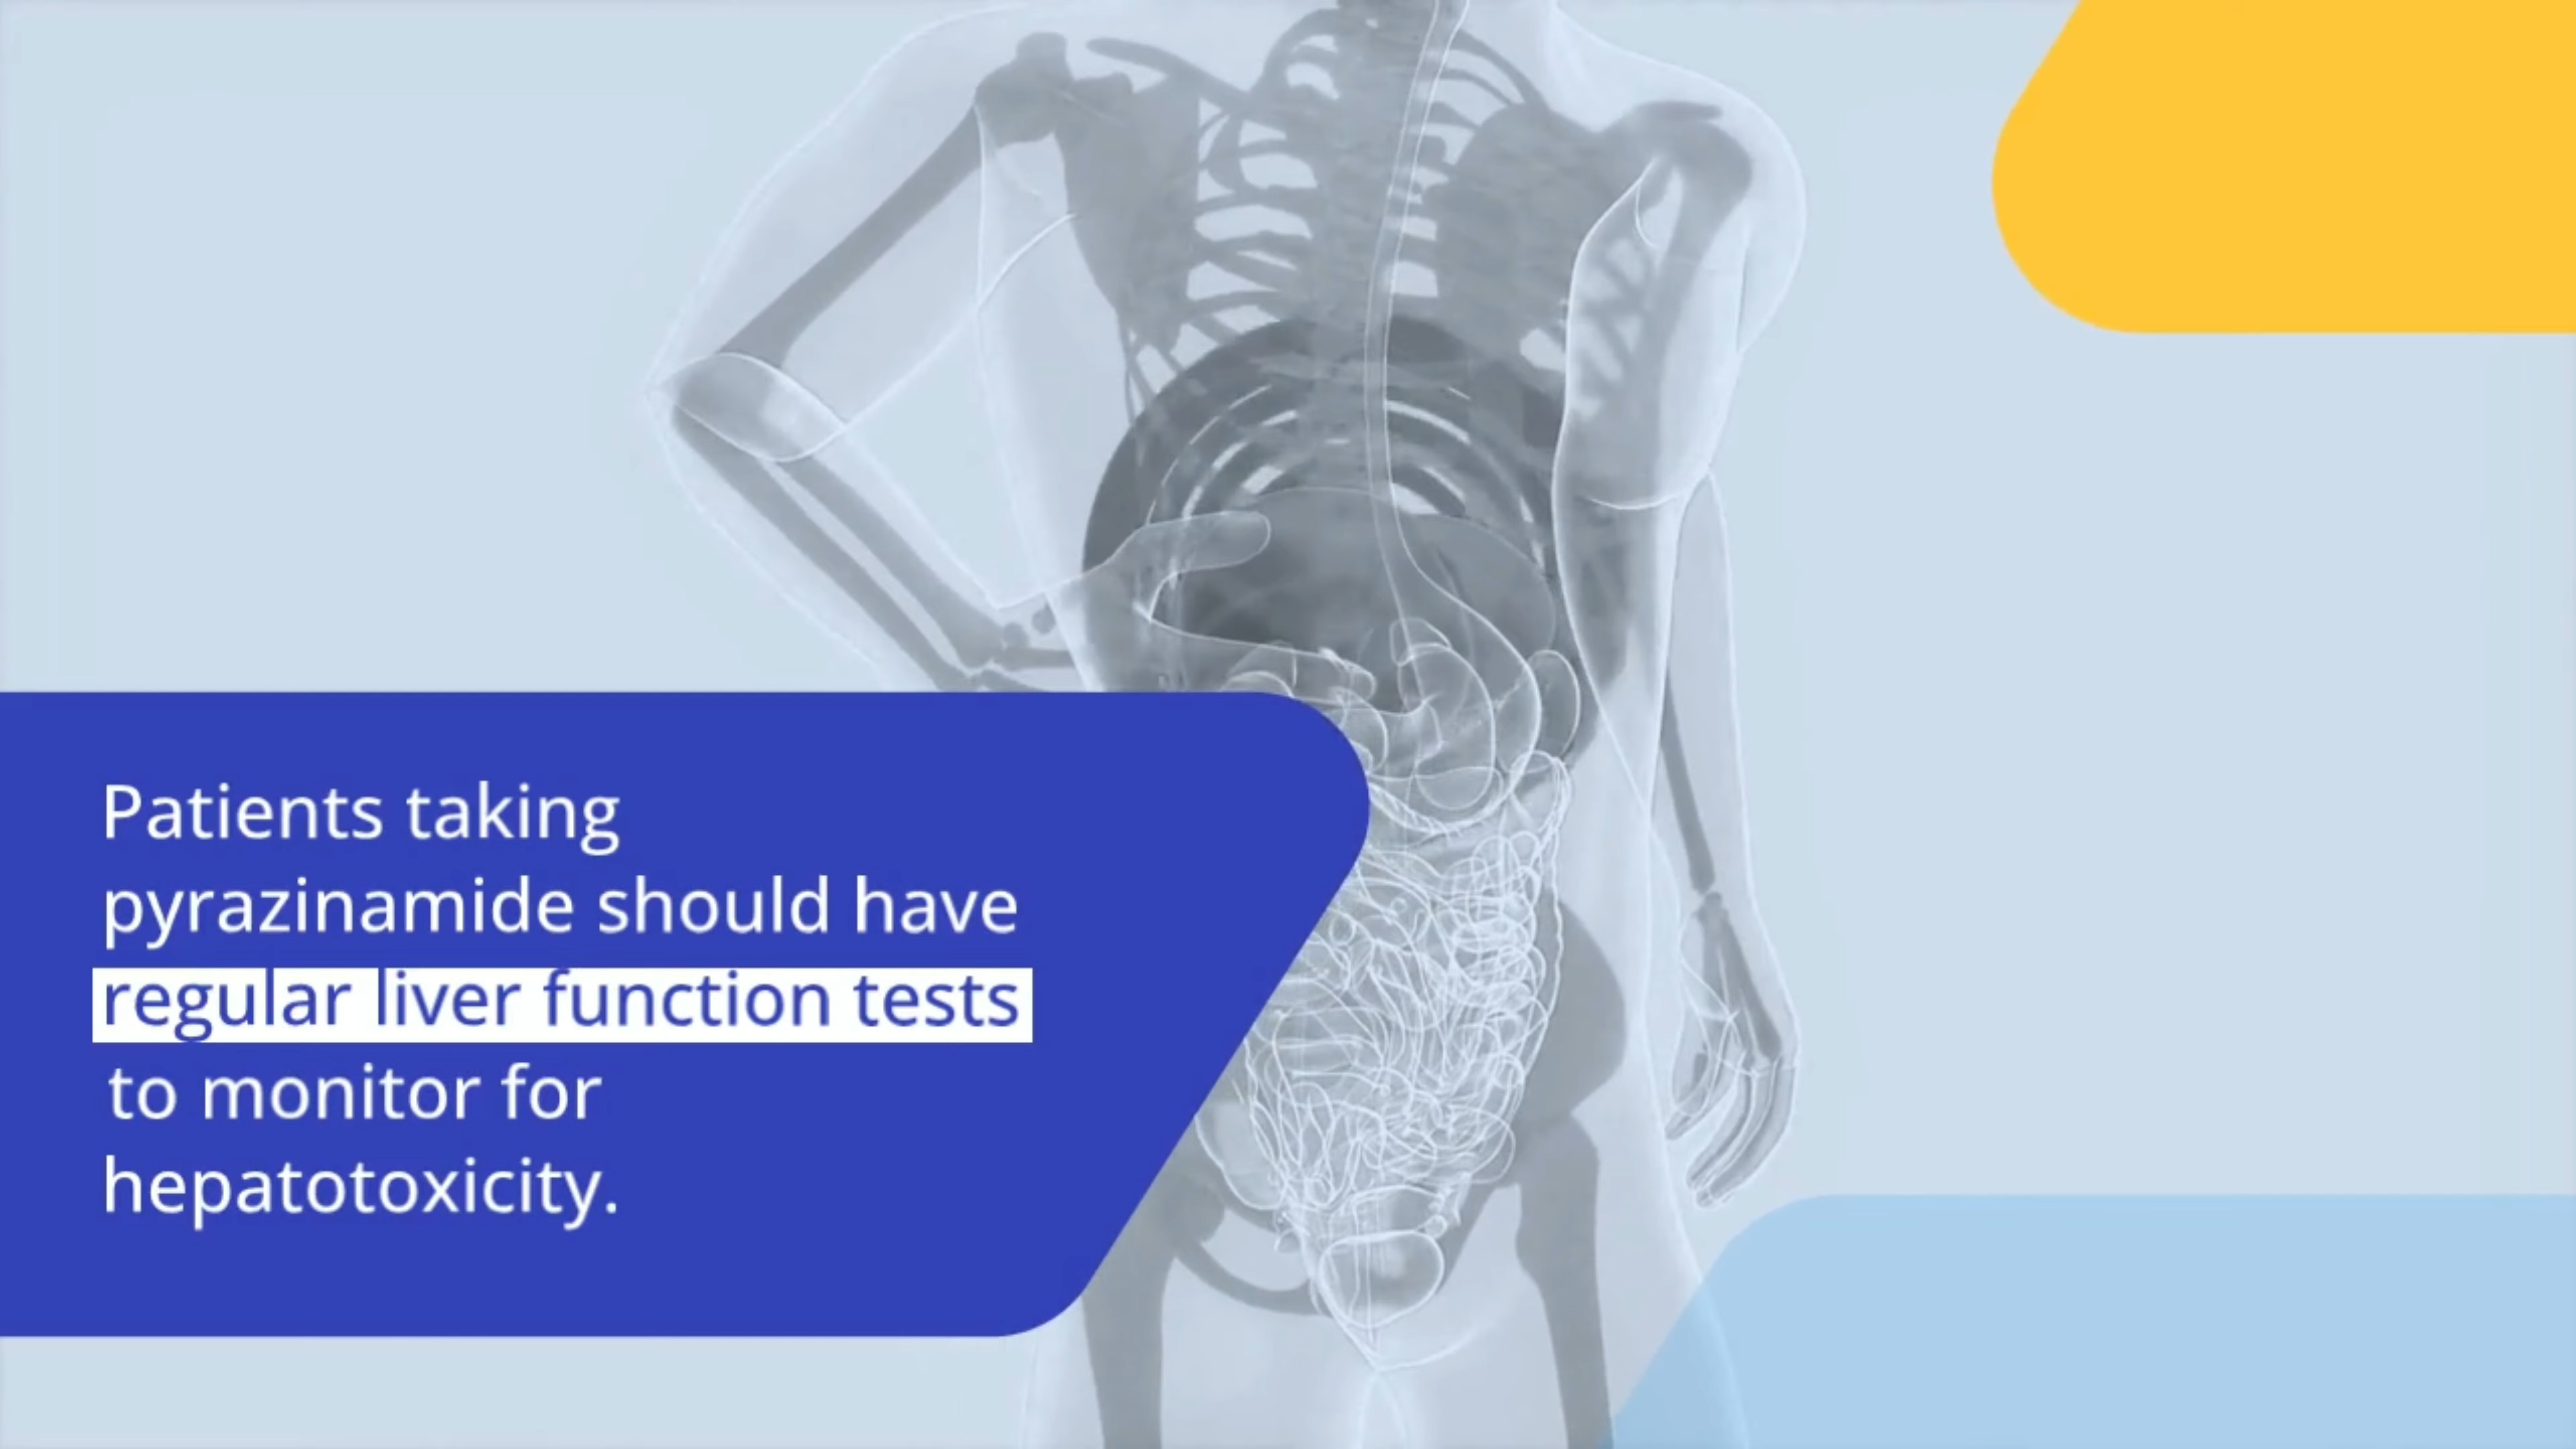 Patients taking
pyrazinamide should have
regular liver function tests
to monitor for
hepatotoxicity.